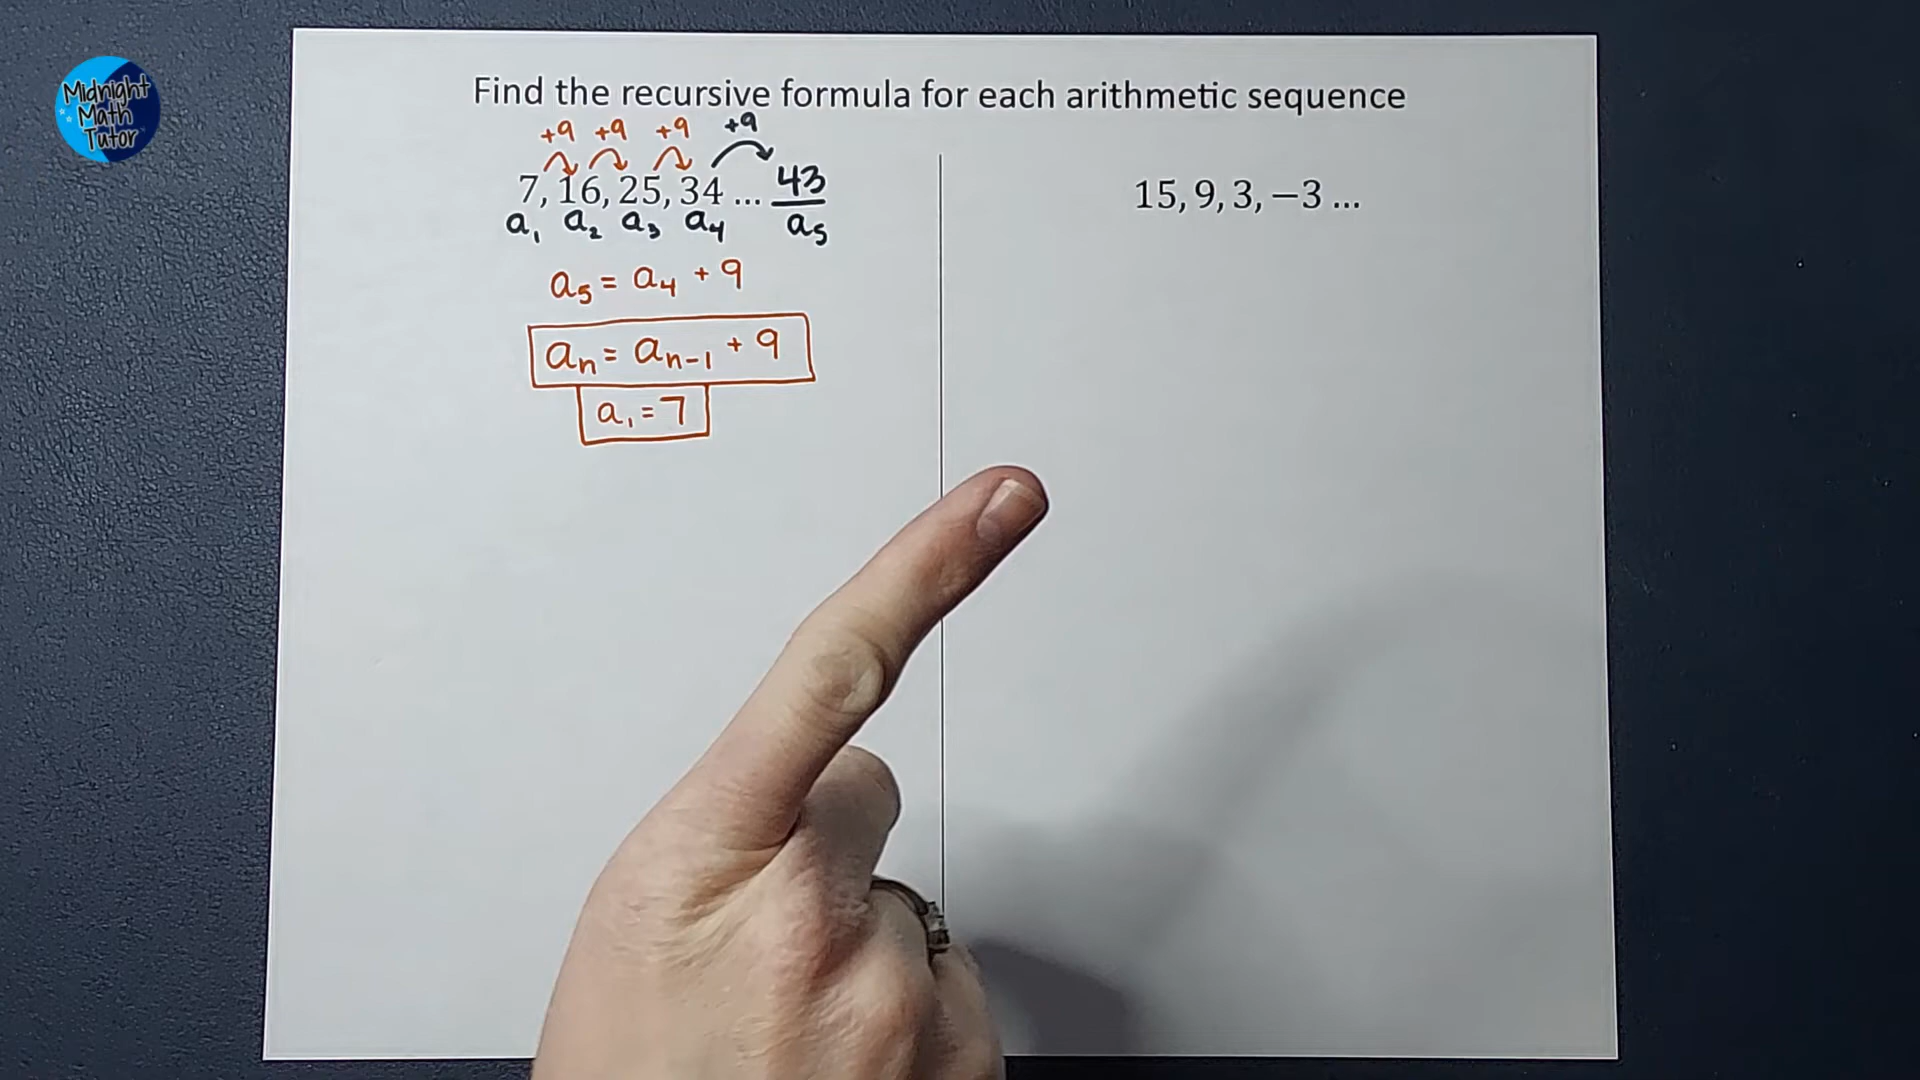 Midnight
Math
Tutor
Find the recursive formula for each arithmetic sequence
+9 +9 +9 +9
7, 16, 25, 34 ... 43
a₁ a₂ a₃ a₄ a₅
a₅ = a₄ + 9
aₙ = aₙ₋₁ + 9
a₁ = 7
15, 9, 3, −3 ...